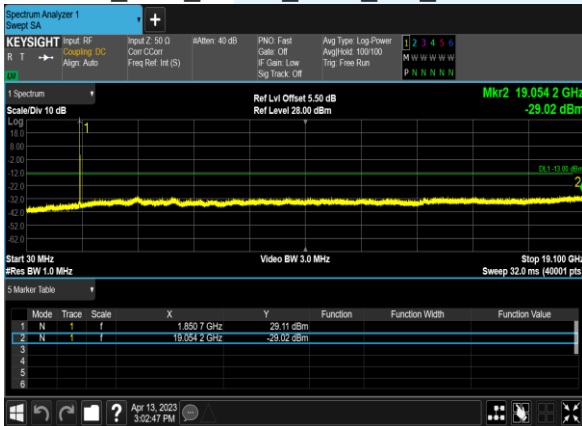 Spectrum Analyzer 1
Swept SA
KEYSIGHT
R T
Input: RF
Coupling: DC
Align: Auto
Input Z: 50 Ω
Corr CCorr
Freq Ref: Int (S)
#Atten: 40 dB
PNO: Fast
Gate: Off
IF Gain: Low
Sig Track: Off
Avg Type: Log-Power
Avg|Hold: 100/100
Trig: Free Run
1 2 3 4 5 6
M W W W W W
P N N N N N
1 Spectrum
Scale/Div 10 dB
Ref Lvl Offset 5.50 dB
Ref Level 28.00 dBm
Mkr2 19.054 2 GHz
-29.02 dBm
Log
18.0
8.00
-2.00
-12.0
-22.0
-32.0
-42.0
-52.0
-62.0
1
DL1 -13.00 dBm
2
Start 30 MHz
#Res BW 1.0 MHz
Video BW 3.0 MHz
Stop 19.100 GHz
Sweep 32.0 ms (40001 pts)
5 Marker Table
Mode Trace Scale X Y Function Function Width Function Value
1 N 1 f 1.850 7 GHz 29.11 dBm
2 N 1 f 19.054 2 GHz -29.02 dBm
3
4
5
6
?
Apr 13, 2023
3:02:47 PM